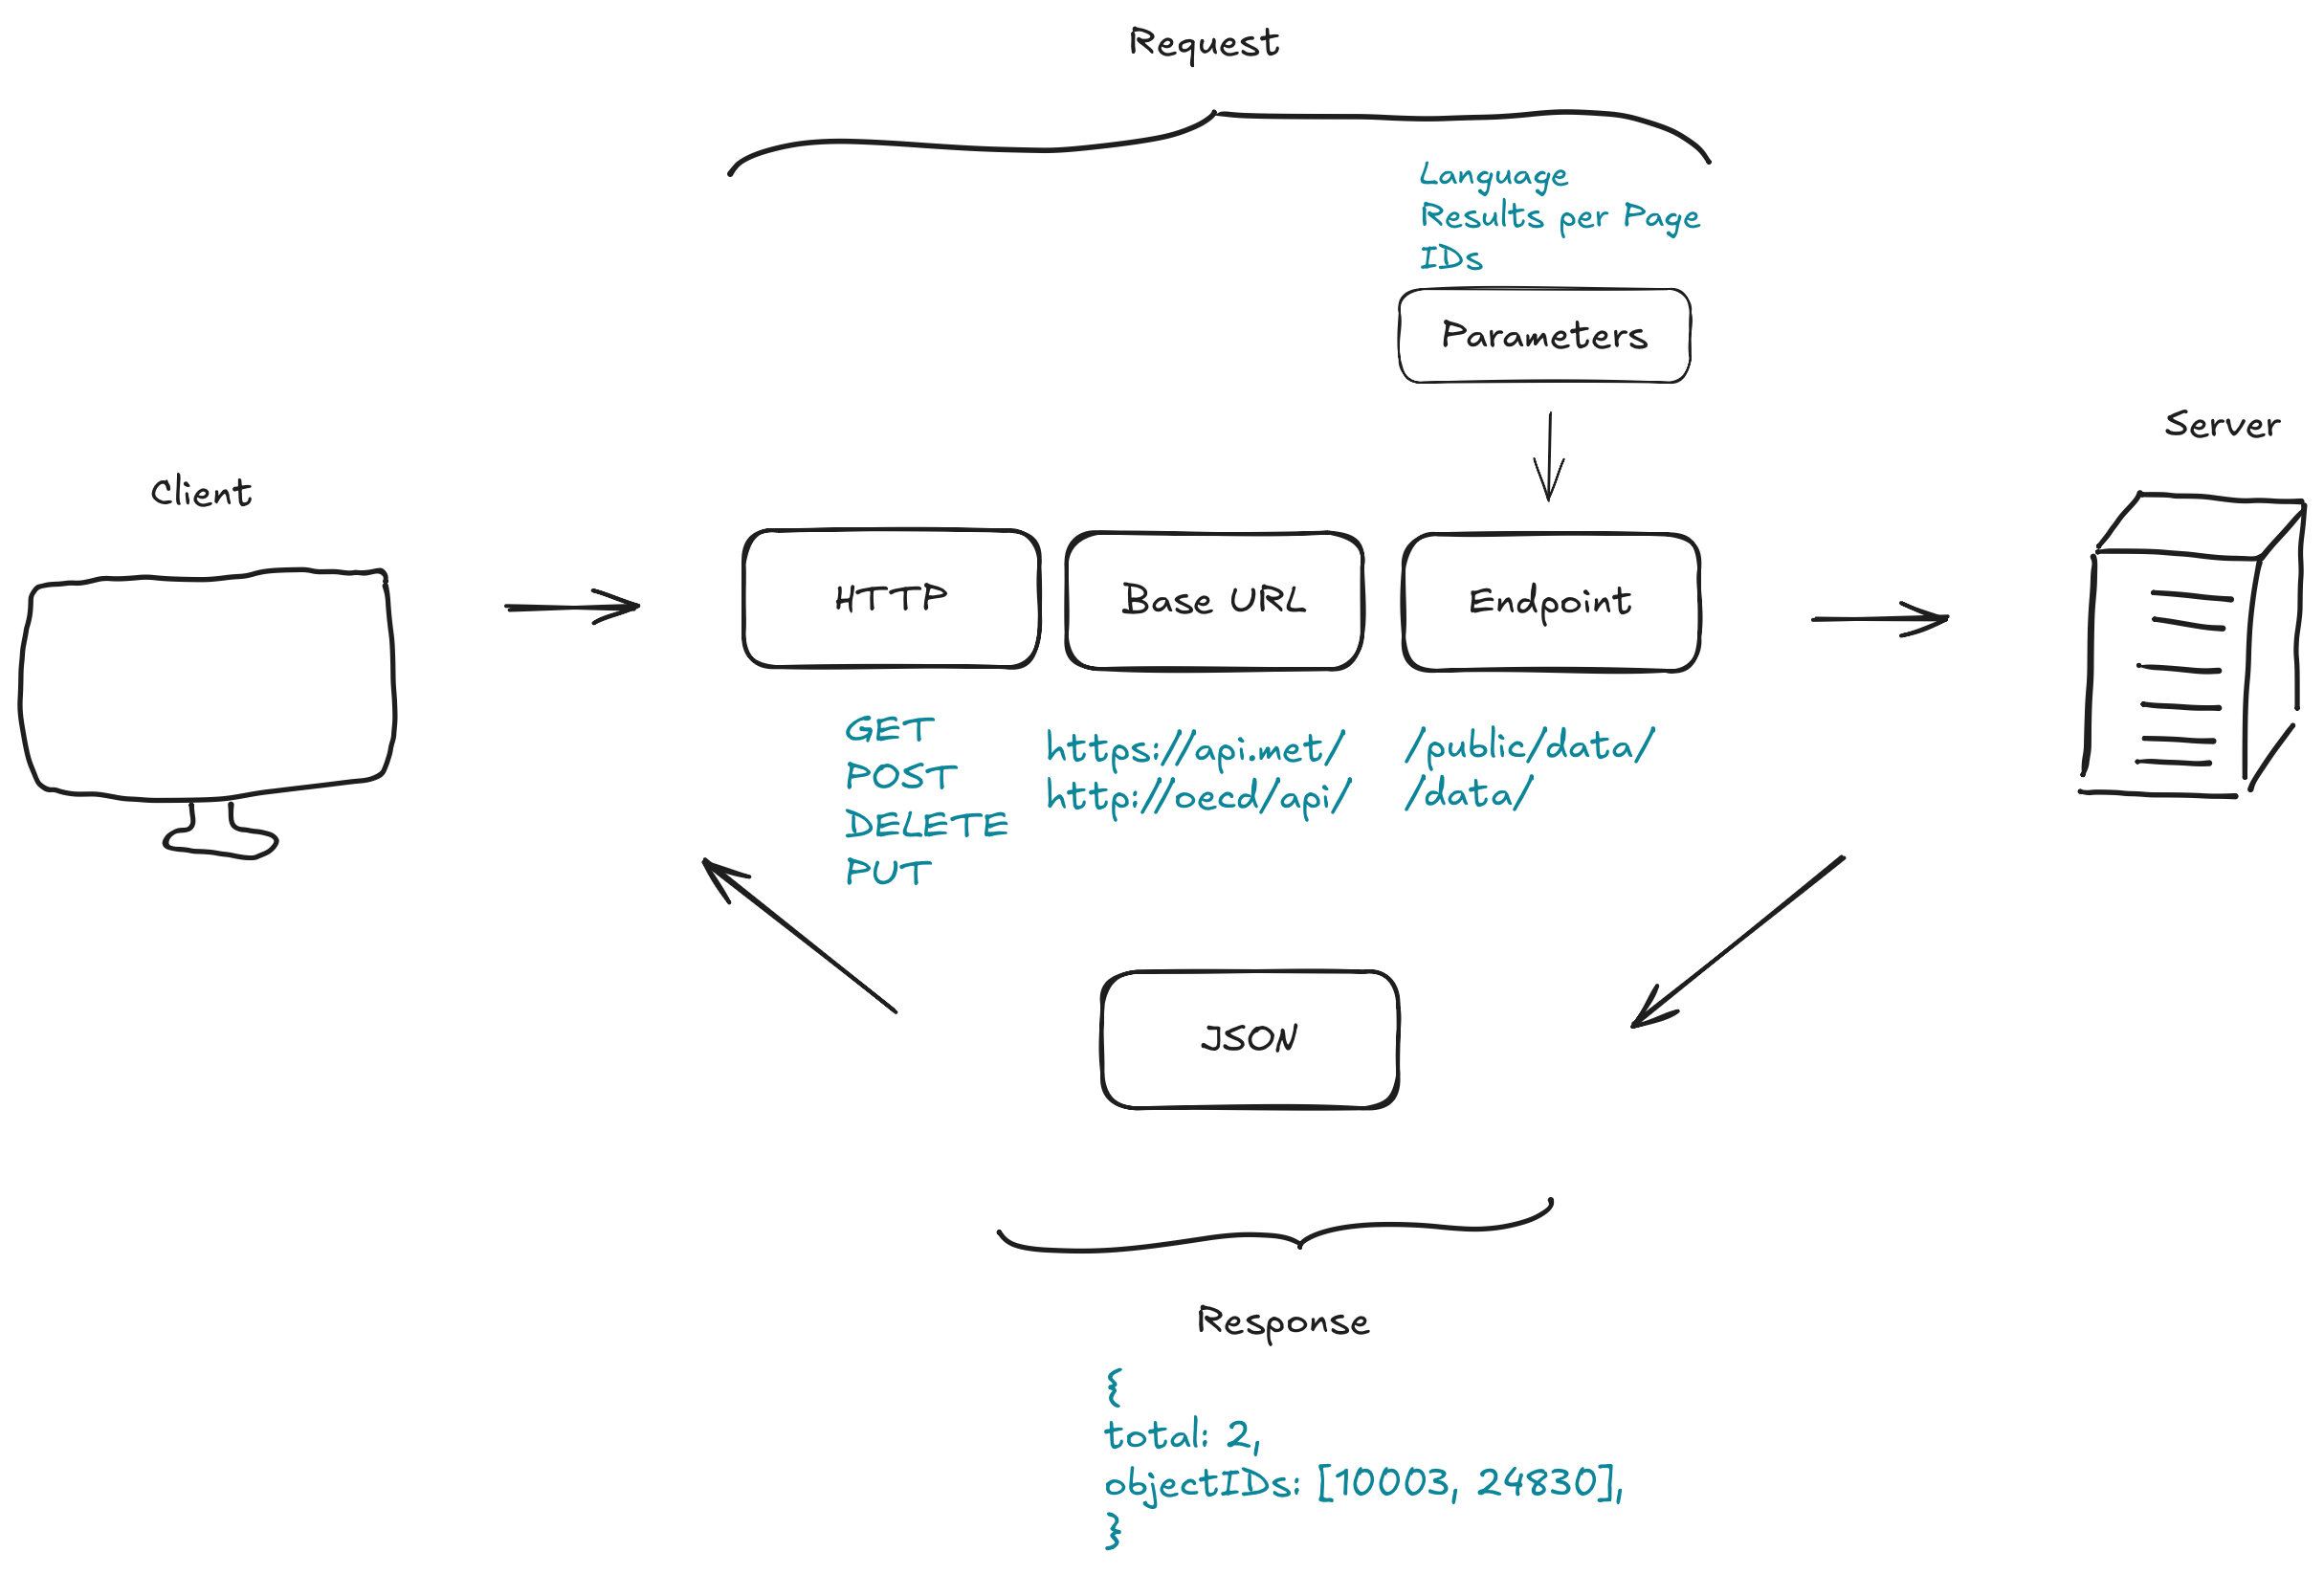 Request
Language
Results per Page
IDs
Parameters
Server
Client
HTTP
Base URL
Endpoint
GET
POST
DELETE
PUT
https://api.net/
http://oecd/api/
/public/data/
/data/
JSON
Response
{
total: 2,
objectIDs: [10003, 24830],
}